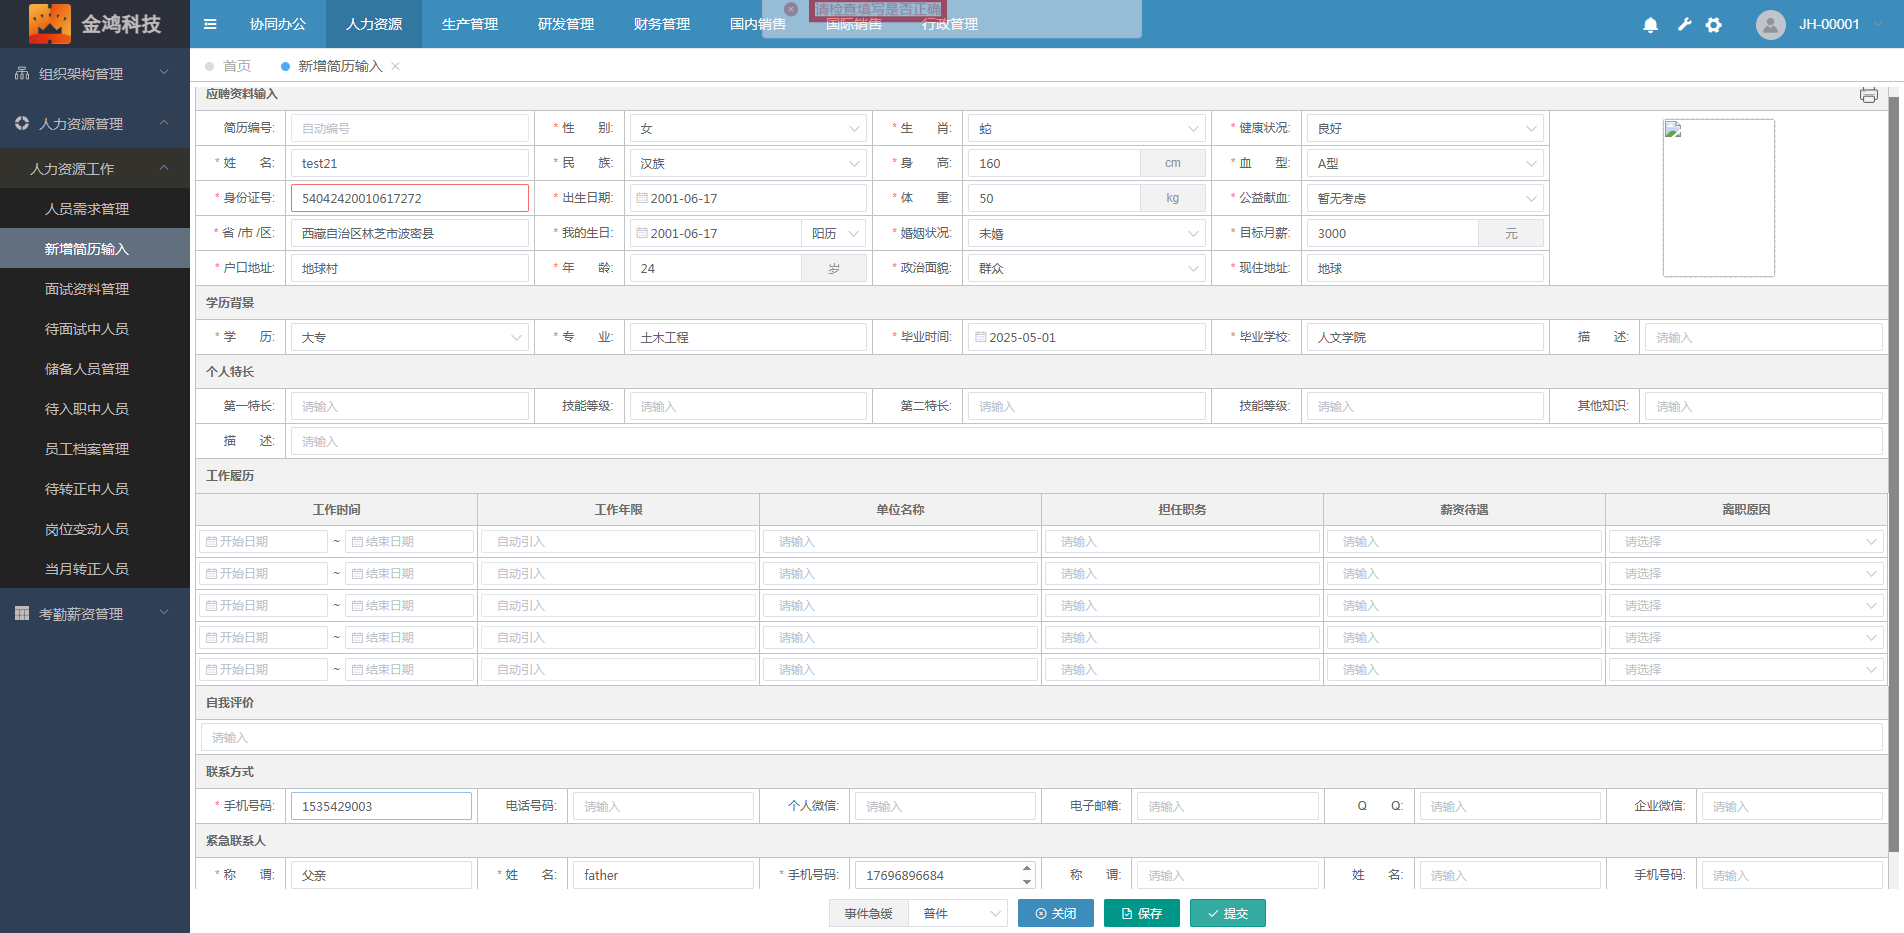 金鸿科技
协同办公 人力资源 生产管理 研发管理 财务管理 国内销售 国际销售 行政管理
请检查填写是否正确
JH-00001
首页 新增简历输入
组织架构管理
人力资源管理
人力资源工作
人员需求管理
新增简历输入
面试资料管理
待面试中人员
储备人员管理
待入职中人员
员工档案管理
待转正中人员
岗位变动人员
当月转正人员
考勤薪资管理
应聘资料输入
简历编号: 自动编号 * 性 别: 女 * 生 肖: 蛇 * 健康状况: 良好
* 姓 名: test21 * 民 族: 汉族 * 身 高: 160 cm * 血 型: A型
* 身份证号: 54042420010617272 * 出生日期: 2001-06-17 * 体 重: 50 kg * 公益献血: 暂无考虑
* 省 /市 /区: 西藏自治区林芝市波密县 * 我的生日: 2001-06-17 阳历 * 婚姻状况: 未婚 * 目标月薪: 3000 元
* 户口地址: 地球村 * 年 龄: 24 岁 * 政治面貌: 群众 * 现住地址: 地球
学历背景
* 学 历: 大专 * 专 业: 土木工程 * 毕业时间: 2025-05-01 * 毕业学校: 人文学院 描 述: 请输入
个人特长
第一特长: 请输入 技能等级: 请输入 第二特长: 请输入 技能等级: 请输入 其他知识: 请输入
描 述: 请输入
工作履历
工作时间 工作年限 单位名称 担任职务 薪资待遇 离职原因
开始日期 ~ 结束日期 自动引入 请输入 请输入 请输入 请选择
开始日期 ~ 结束日期 自动引入 请输入 请输入 请输入 请选择
开始日期 ~ 结束日期 自动引入 请输入 请输入 请输入 请选择
开始日期 ~ 结束日期 自动引入 请输入 请输入 请输入 请选择
开始日期 ~ 结束日期 自动引入 请输入 请输入 请输入 请选择
自我评价
请输入
联系方式
* 手机号码: 1535429003 电话号码: 请输入 个人微信: 请输入 电子邮箱: 请输入 Q Q: 请输入 企业微信: 请输入
紧急联系人
* 称 谓: 父亲 * 姓 名: father * 手机号码: 17696896684 称 谓: 请输入 姓 名: 请输入 手机号码: 请输入
事件急缓 普件 关闭 保存 提交